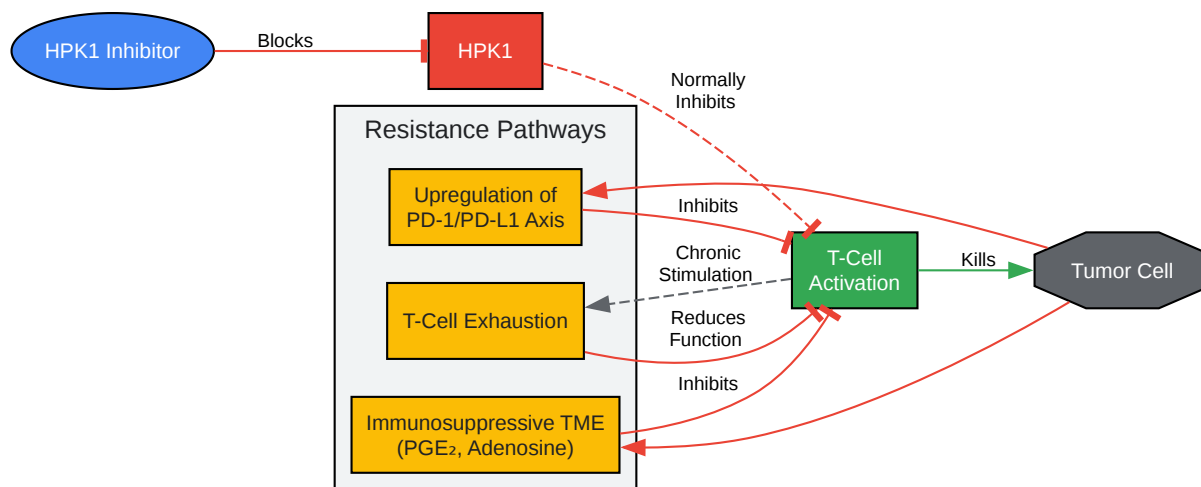 HPK1 Inhibitor
Blocks
HPK1
Normally
Inhibits
Resistance Pathways
Upregulation of
PD-1/PD-L1 Axis
Inhibits
Chronic
Stimulation
T-Cell
Activation
Kills
Tumor Cell
T-Cell Exhaustion
Reduces
Function
Inhibits
Immunosuppressive TME
(PGE₂, Adenosine)